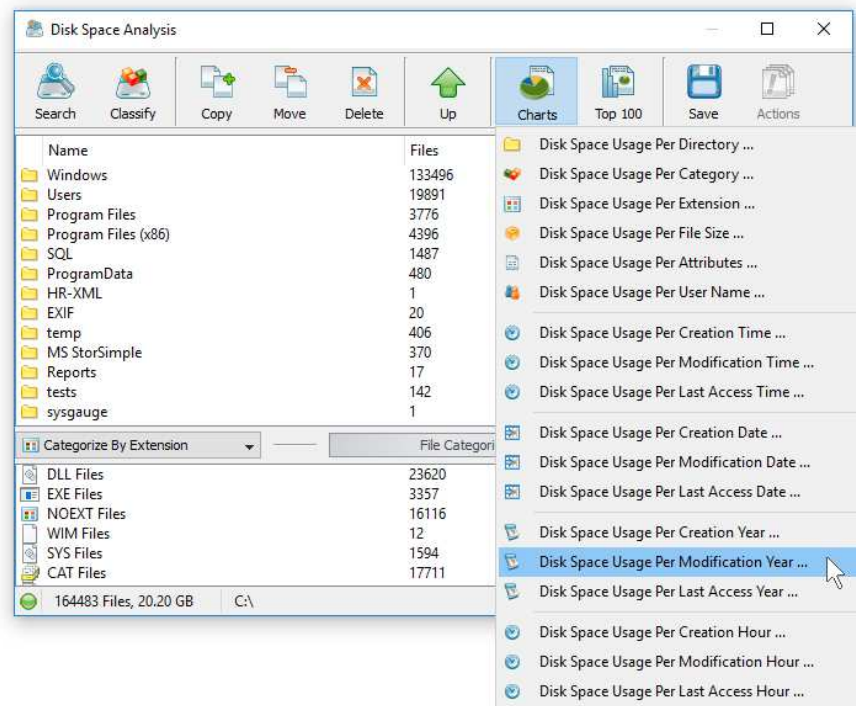 Disk Space Analysis
Search Classify Copy Move Delete Up Charts Top 100 Save Actions
Name Files
Windows 133496
Users 19891
Program Files 3776
Program Files (x86) 4396
SQL 1487
ProgramData 480
HR-XML 1
EXIF 20
temp 406
MS StorSimple 370
Reports 17
tests 142
sysgauge 1
Categorize By Extension File Categori
DLL Files 23620
EXE Files 3357
NOEXT Files 16116
WIM Files 12
SYS Files 1594
CAT Files 17711
164483 Files, 20.20 GB C:\
Disk Space Usage Per Directory ...
Disk Space Usage Per Category ...
Disk Space Usage Per Extension ...
Disk Space Usage Per File Size ...
Disk Space Usage Per Attributes ...
Disk Space Usage Per User Name ...
Disk Space Usage Per Creation Time ...
Disk Space Usage Per Modification Time ...
Disk Space Usage Per Last Access Time ...
Disk Space Usage Per Creation Date ...
Disk Space Usage Per Modification Date ...
Disk Space Usage Per Last Access Date ...
Disk Space Usage Per Creation Year ...
Disk Space Usage Per Modification Year ...
Disk Space Usage Per Last Access Year ...
Disk Space Usage Per Creation Hour ...
Disk Space Usage Per Modification Hour ...
Disk Space Usage Per Last Access Hour ...